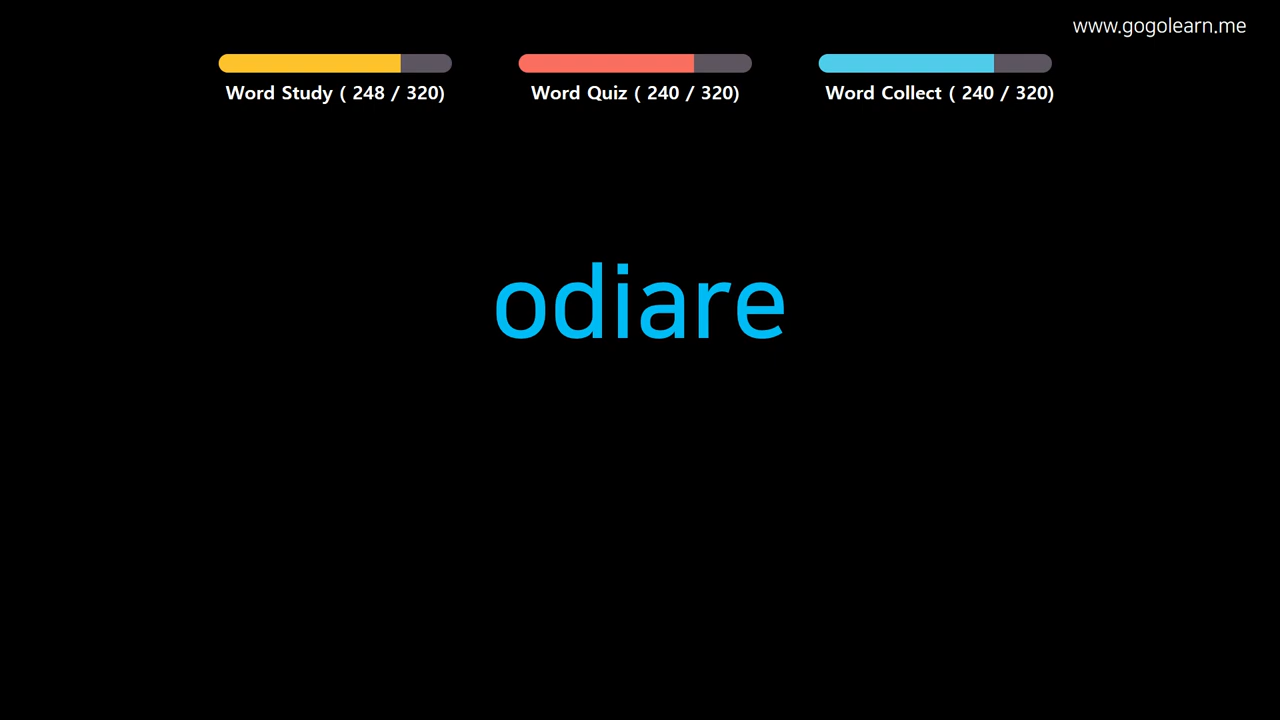 www.gogolearn.me
Word Study ( 248 / 320)
Word Quiz ( 240 / 320)
Word Collect ( 240 / 320)
odiare